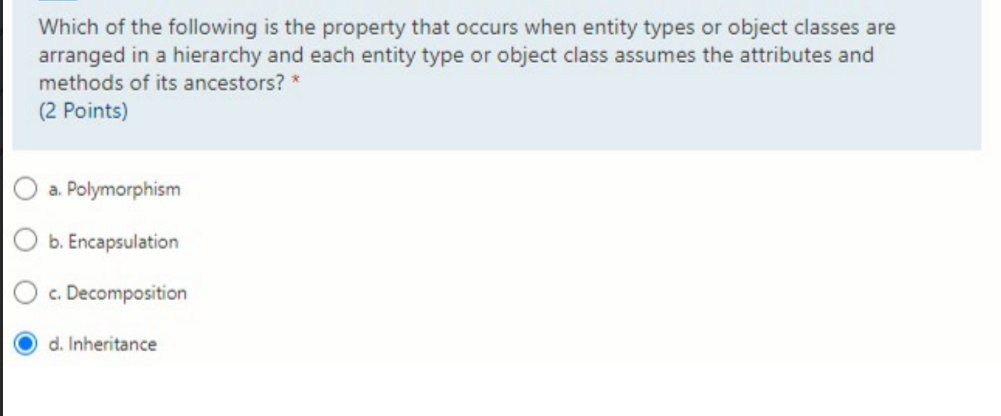 Which of the following is the property that occurs when entity types or object classes are
arranged in a hierarchy and each entity type or object class assumes the attributes and
methods of its ancestors? *
(2 Points)
a. Polymorphism
b. Encapsulation
c. Decomposition
d. Inheritance